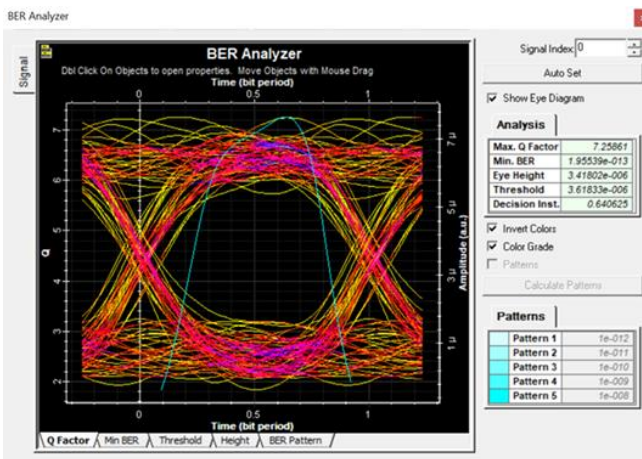 BER Analyzer
Signal
BER Analyzer
Dbl Click On Objects to open properties. Move Objects with Mouse Drag
Time (bit period)
0 0.5 1
7
6
5
4
3
2
Q
7 µ
5 µ
3 µ
1 µ
Amplitude (a.u.)
0 0.5 1
Time (bit period)
Q Factor Min BER Threshold Height BER Pattern
Signal Index: 0
Auto Set
Show Eye Diagram
Analysis
Max. Q Factor 7.25861
Min. BER 1.95539e-013
Eye Height 3.41802e-006
Threshold 3.61833e-006
Decision Inst. 0.640625
Invert Colors
Color Grade
Patterns
Calculate Patterns
Patterns
Pattern 1 1e-012
Pattern 2 1e-011
Pattern 3 1e-010
Pattern 4 1e-009
Pattern 5 1e-008